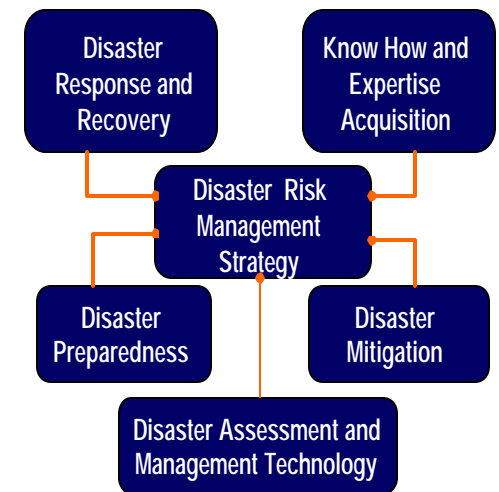 Disaster
Response and
Recovery
Know How and
Expertise
Acquisition
Disaster Risk
Management
Strategy
Disaster
Preparedness
Disaster
Mitigation
Disaster Assessment and
Management Technology